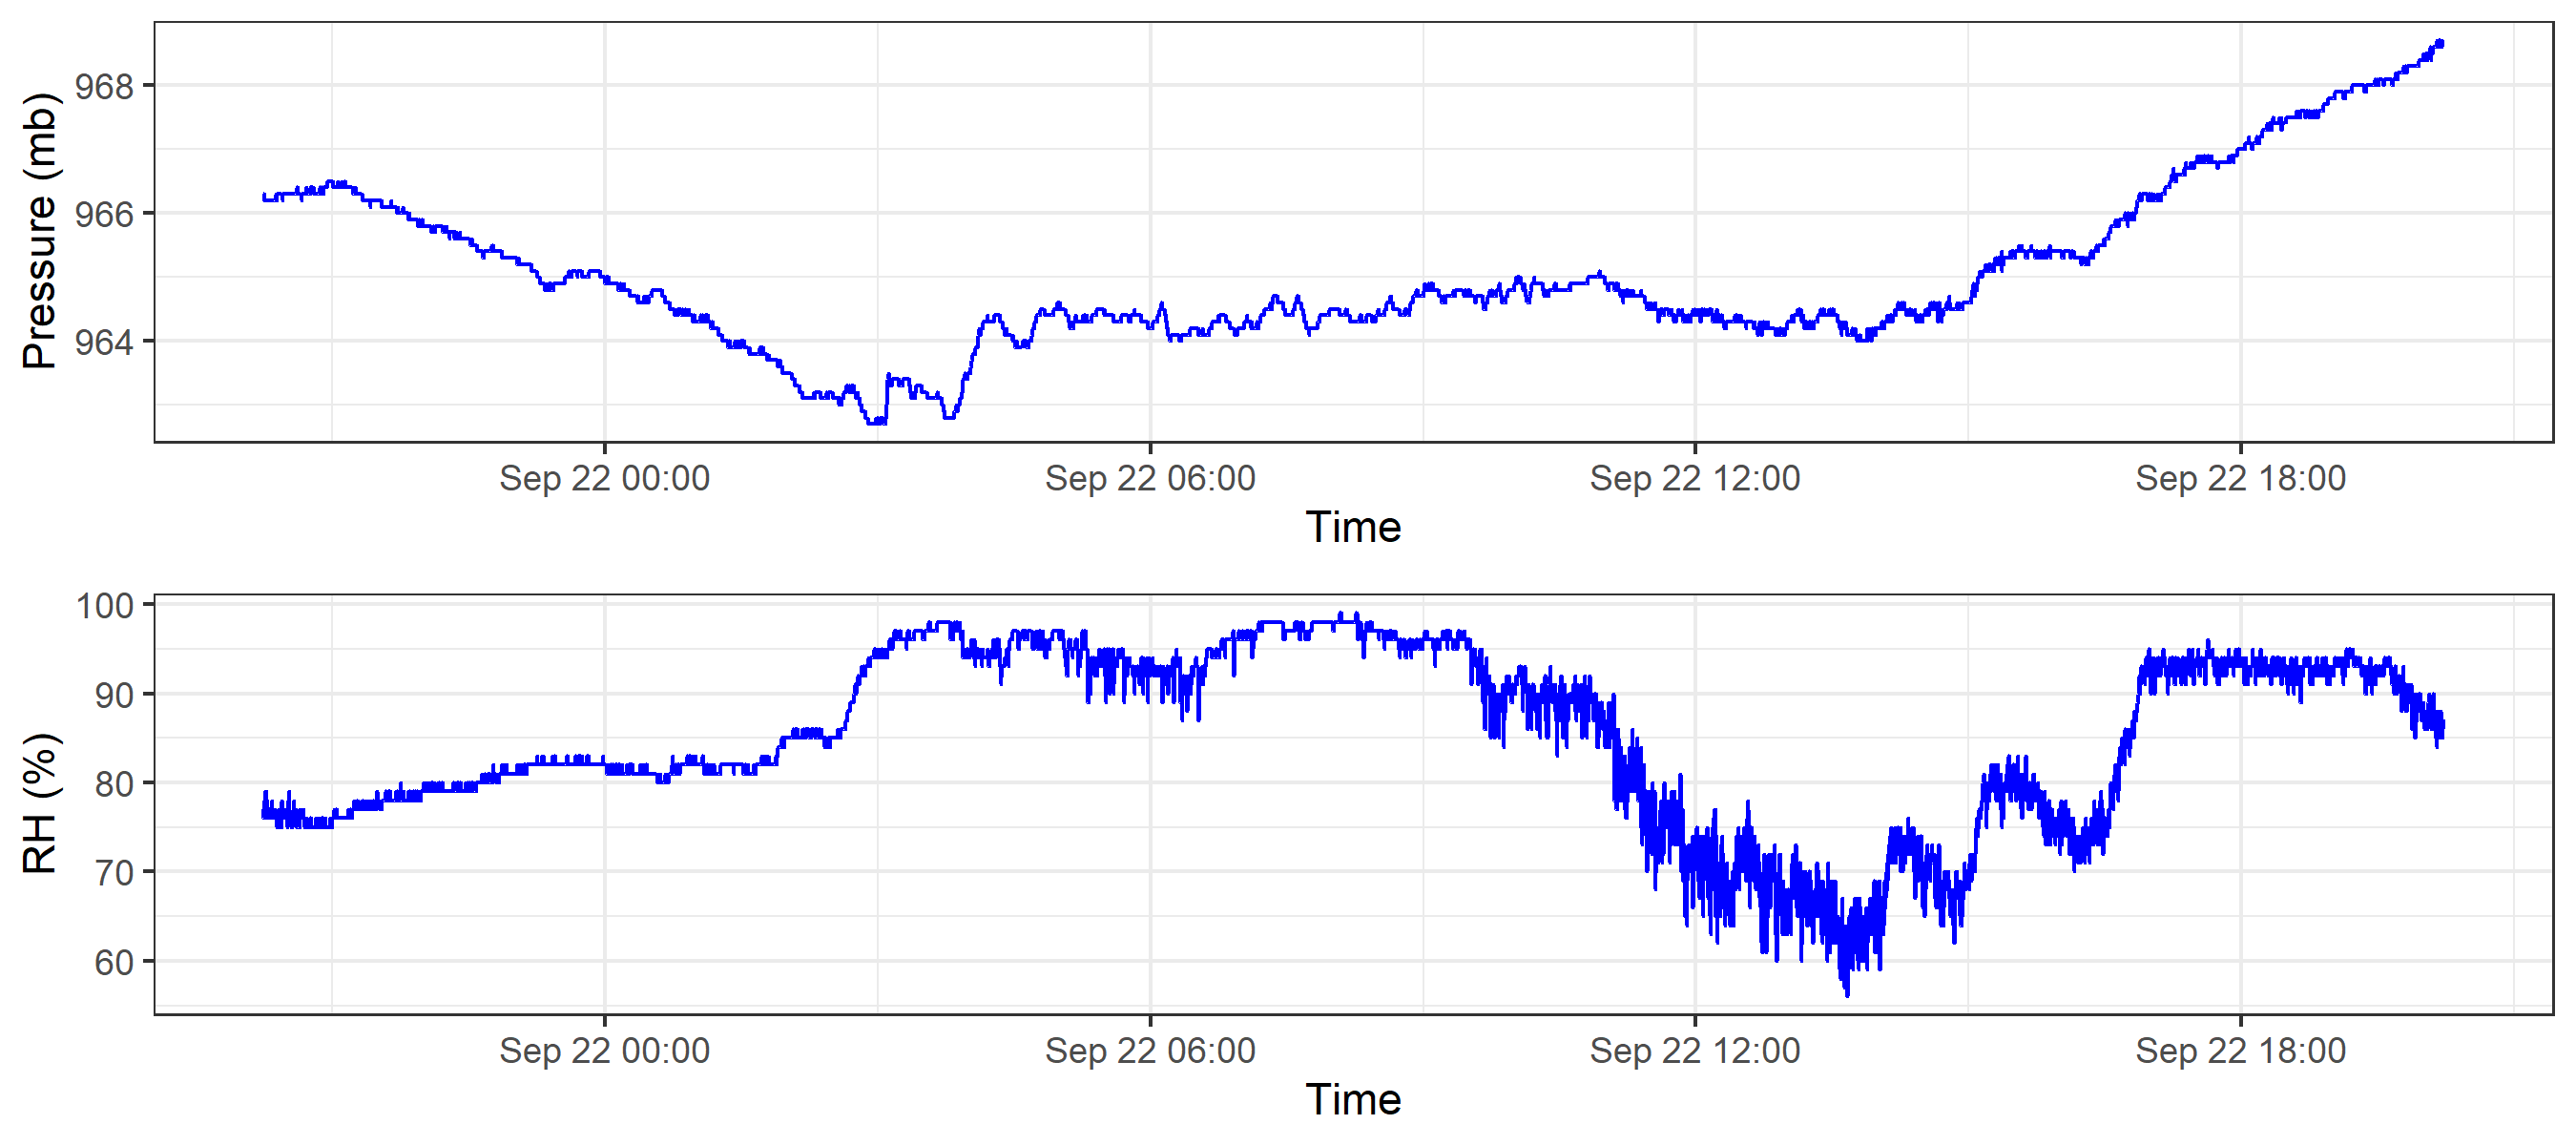 Pressure (mb)
968
966
964
Sep 22 00:00
Sep 22 06:00
Sep 22 12:00
Sep 22 18:00
Time
RH (%)
100
90
80
70
60
Sep 22 00:00
Sep 22 06:00
Sep 22 12:00
Sep 22 18:00
Time